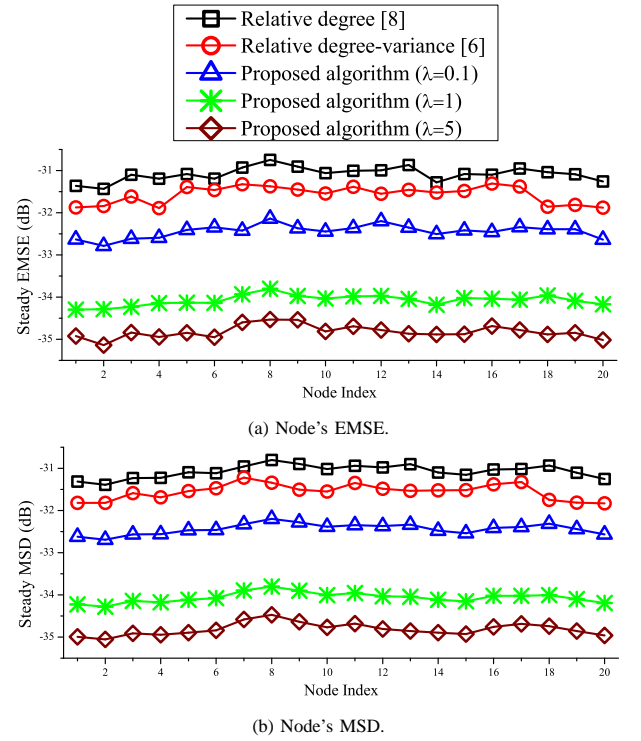 Relative degree [8]
Relative degree-variance [6]
Proposed algorithm (λ=0.1)
Proposed algorithm (λ=1)
Proposed algorithm (λ=5)
Steady EMSE (dB)
-31
-32
-33
-34
-35
2 4 6 8 10 12 14 16 18 20
Node Index
(a) Node's EMSE.
Steady MSD (dB)
-31
-32
-33
-34
-35
2 4 6 8 10 12 14 16 18 20
Node Index
(b) Node's MSD.